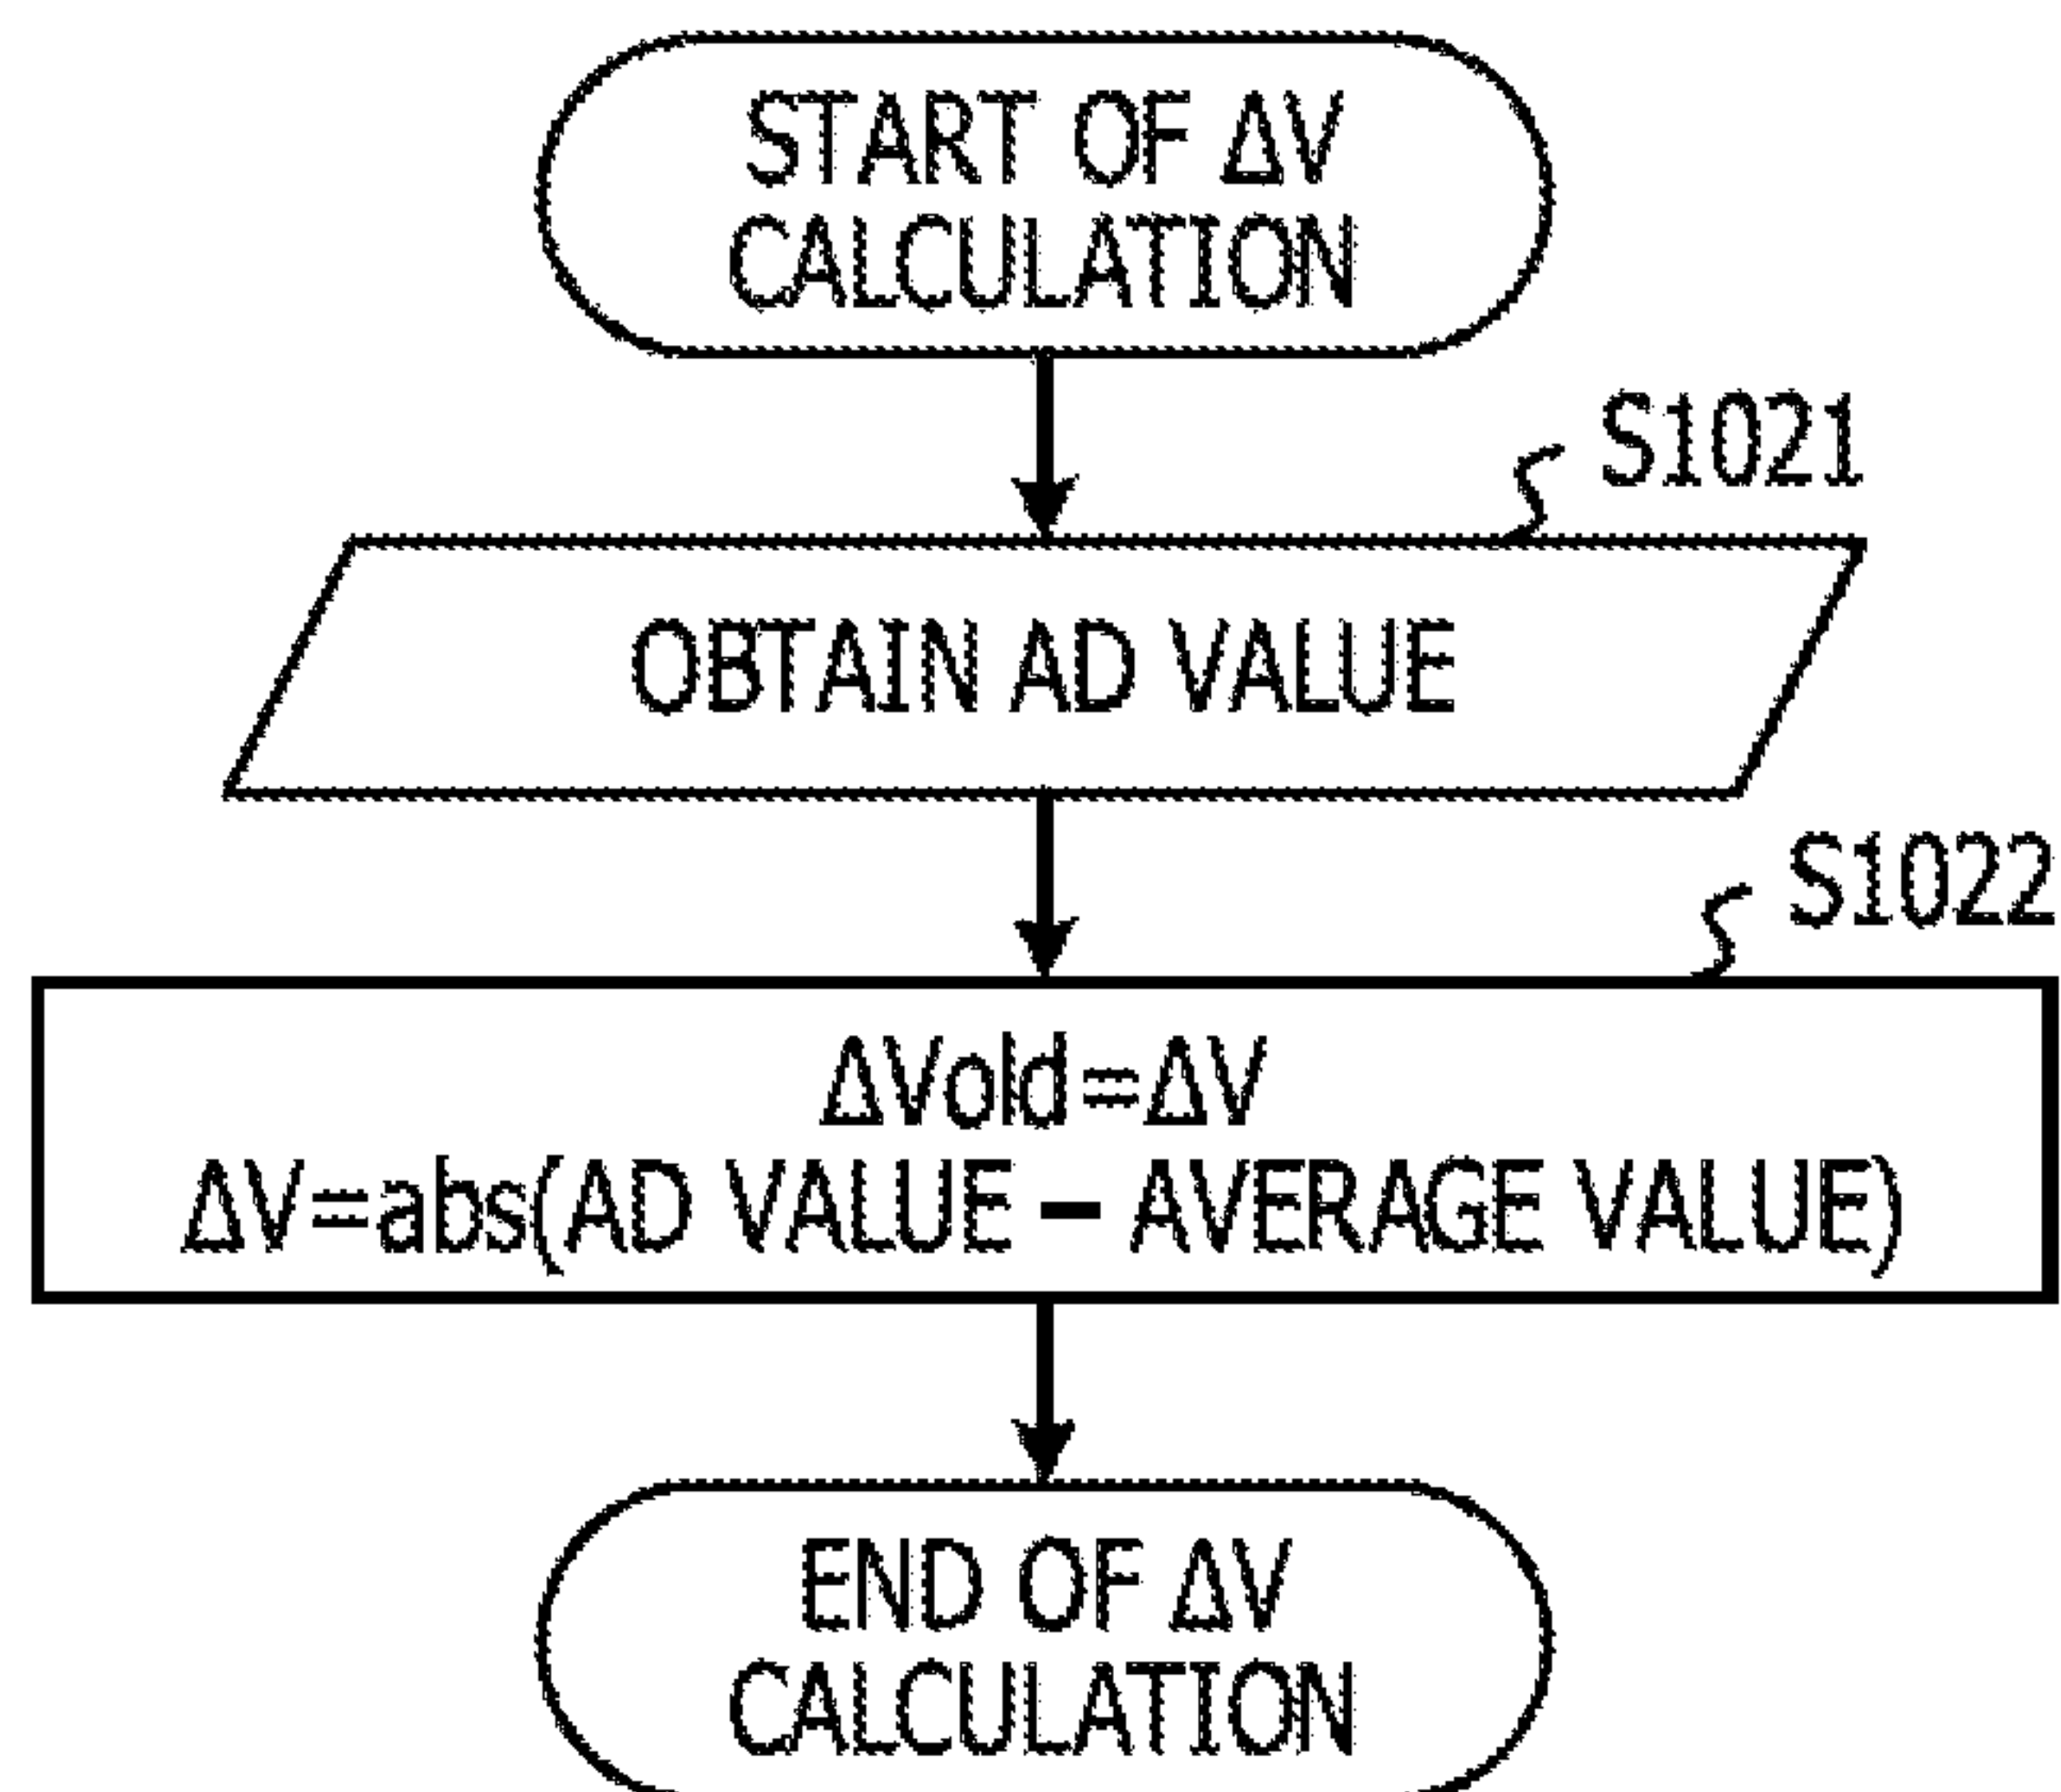 START OF ΔV
CALCULATION
S1021
OBTAIN AD VALUE
S1022
ΔVold=ΔV
ΔV=abs(AD VALUE − AVERAGE VALUE)
END OF ΔV
CALCULATION